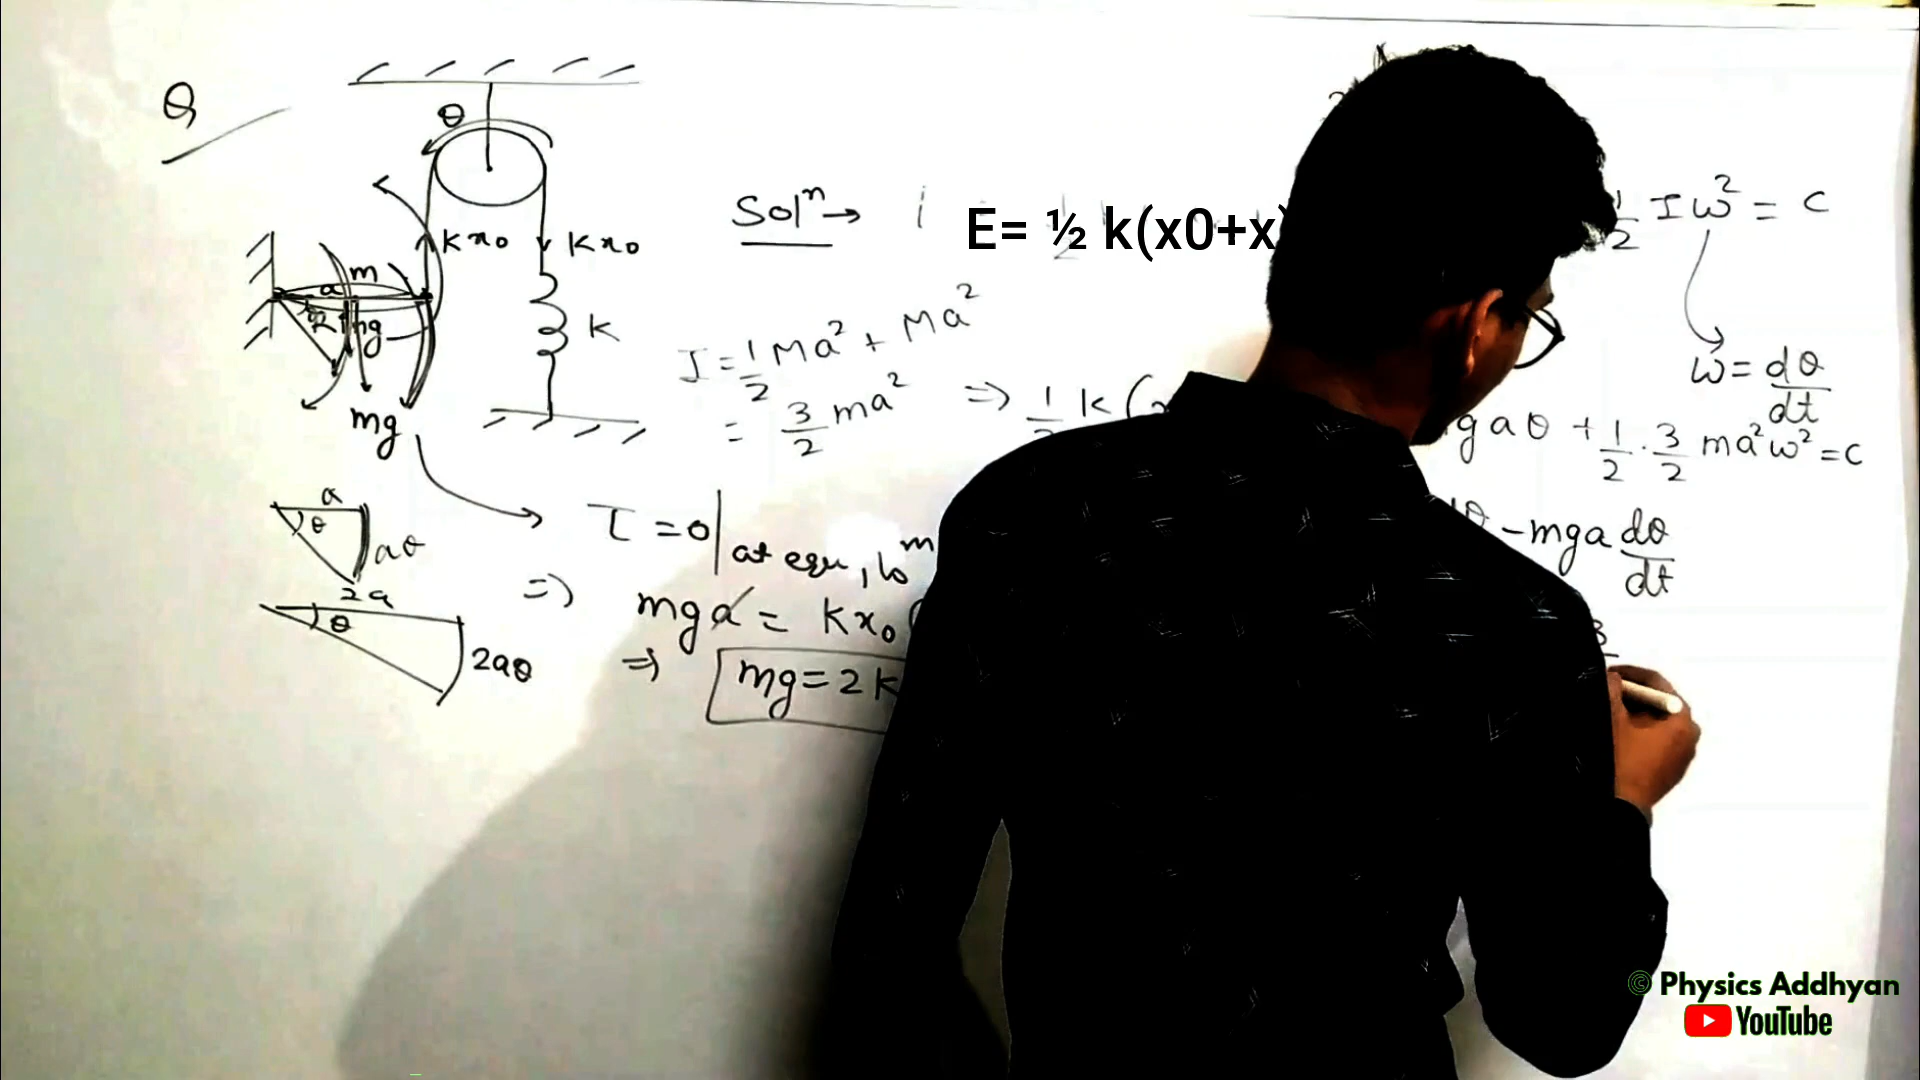 Q
θ
kx₀ kx₀
m
a
mg
k
mg
a
θ
aθ
2a
θ
2aθ
Solⁿ →
E= ½ k(x0+x)
½ Iω² = c
ω = dθ/dt
I = 1/2 Ma² + Ma²
= 3/2 ma²
⇒ 1/2 k (
gaθ + 1/2 · 3/2 ma²ω² = c
dθ - mga dθ/dt
τ = 0 | at equ, bᵐ
⇒ mga = kx₀
⇒ mg = 2k
© Physics Addhyan
YouTube